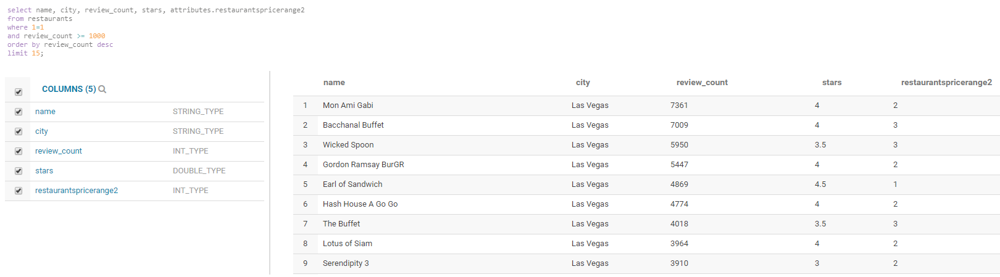 select name, city, review_count, stars, attributes.restaurantspricerange2
from restaurants
where 1=1
and review_count >= 1000
order by review_count desc
limit 15;
COLUMNS (5)
name STRING_TYPE
city STRING_TYPE
review_count INT_TYPE
stars DOUBLE_TYPE
restaurantspricerange2 INT_TYPE
name city review_count stars restaurantspricerange2
1 Mon Ami Gabi Las Vegas 7361 4 2
2 Bacchanal Buffet Las Vegas 7009 4 3
3 Wicked Spoon Las Vegas 5950 3.5 3
4 Gordon Ramsay BurGR Las Vegas 5447 4 2
5 Earl of Sandwich Las Vegas 4869 4.5 1
6 Hash House A Go Go Las Vegas 4774 4 2
7 The Buffet Las Vegas 4018 3.5 3
8 Lotus of Siam Las Vegas 3964 4 2
9 Serendipity 3 Las Vegas 3910 3 2